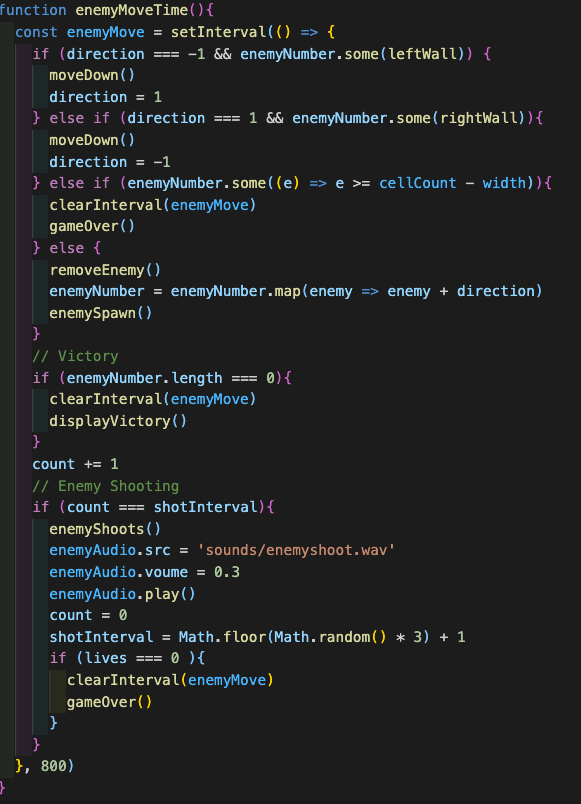 function enemyMoveTime(){
  const enemyMove = setInterval(() => {
    if (direction === -1 && enemyNumber.some(leftWall)) {
      moveDown()
      direction = 1
    } else if (direction === 1 && enemyNumber.some(rightWall)){
      moveDown()
      direction = -1
    } else if (enemyNumber.some((e) => e >= cellCount - width)){
      clearInterval(enemyMove)
      gameOver()
    } else {
      removeEnemy()
      enemyNumber = enemyNumber.map(enemy => enemy + direction)
      enemySpawn()
    }
    // Victory
    if (enemyNumber.length === 0){
      clearInterval(enemyMove)
      displayVictory()
    }
    count += 1
    // Enemy Shooting
    if (count === shotInterval){
      enemyShoots()
      enemyAudio.src = 'sounds/enemyshoot.wav'
      enemyAudio.voume = 0.3
      enemyAudio.play()
      count = 0
      shotInterval = Math.floor(Math.random() * 3) + 1
      if (lives === 0 ){
        clearInterval(enemyMove)
        gameOver()
      }
    }
  }, 800)
}